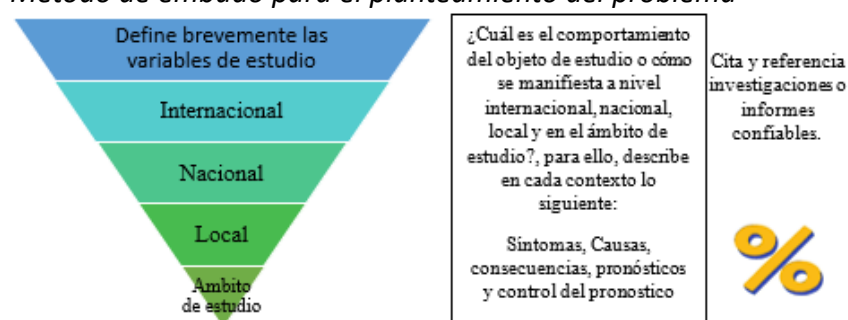 Método de embudo para el planteamiento del problema
Define brevemente las
variables de estudio
Internacional
Nacional
Local
Ambito
de estudio
¿Cuál es el comportamiento
del objeto de estudio o cómo
se manifiesta a nivel
internacional, nacional,
local y en el ámbito de
estudio?, para ello, describe
en cada contexto lo
siguiente:
Síntomas, Causas,
consecuencias, pronósticos
y control del pronostico
Cita y referencia
investigaciones o
informes
confiables.
%